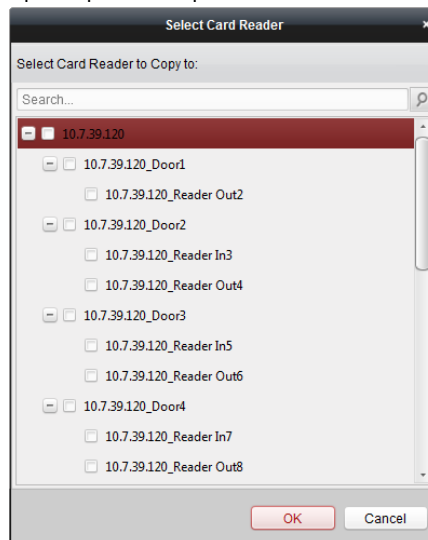 Select Card Reader
Select Card Reader to Copy to:
Search...
10.7.39.120
10.7.39.120_Door1
10.7.39.120_Reader Out2
10.7.39.120_Door2
10.7.39.120_Reader In3
10.7.39.120_Reader Out4
10.7.39.120_Door3
10.7.39.120_Reader In5
10.7.39.120_Reader Out6
10.7.39.120_Door4
10.7.39.120_Reader In7
10.7.39.120_Reader Out8
OK Cancel